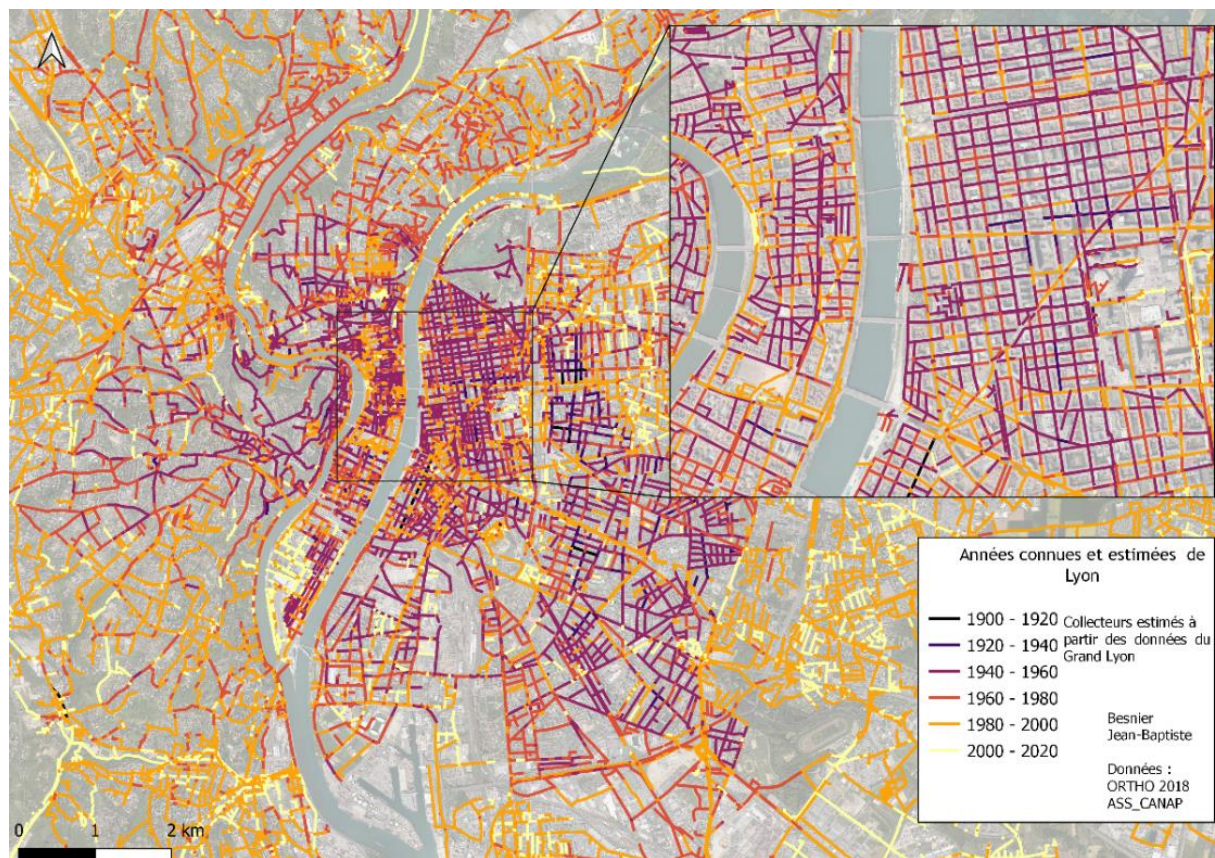 Années connues et estimées de
Lyon
1900 - 1920
1920 - 1940
1940 - 1960
1960 - 1980
1980 - 2000
2000 - 2020
Collecteurs estimés à
partir des données du
Grand Lyon
Besnier
Jean-Baptiste
Données :
ORTHO 2018
ASS_CANAP
0 1 2 km